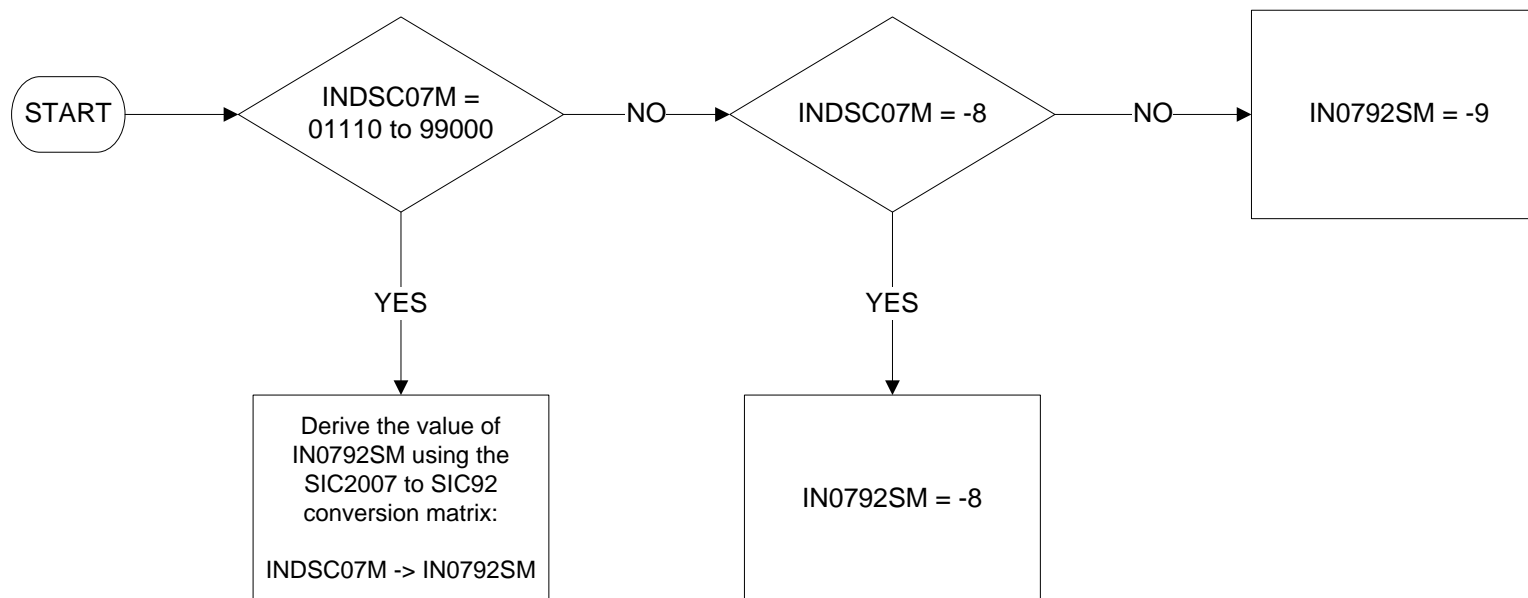 START
INDSC07M =
01110 to 99000
NO
INDSC07M = -8
NO
IN0792SM = -9
YES
YES
Derive the value of
IN0792SM using the
SIC2007 to SIC92
conversion matrix:
INDSC07M -> IN0792SM
IN0792SM = -8